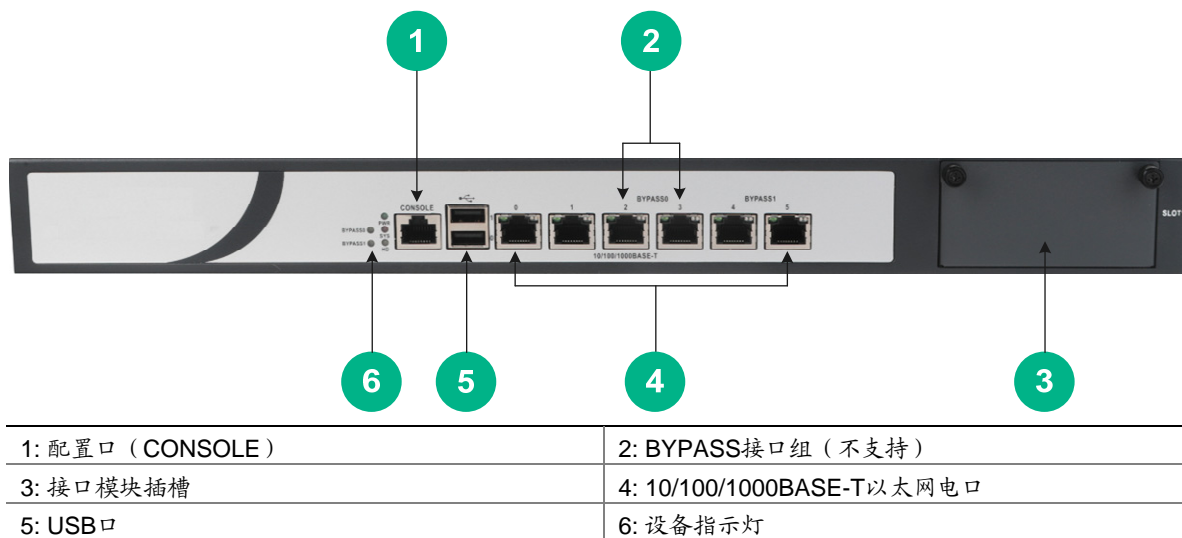 1
2
CONSOLE
0
1
2
BYPASS0
3
4
BYPASS1
5
PWR
BYPASS0
SYS
BYPASS1
1
0
10/100/1000BASE-T
SLOT
6
5
4
3
1: 配置口（CONSOLE）
2: BYPASS接口组（不支持）
3: 接口模块插槽
4: 10/100/1000BASE-T以太网电口
5: USB口
6: 设备指示灯